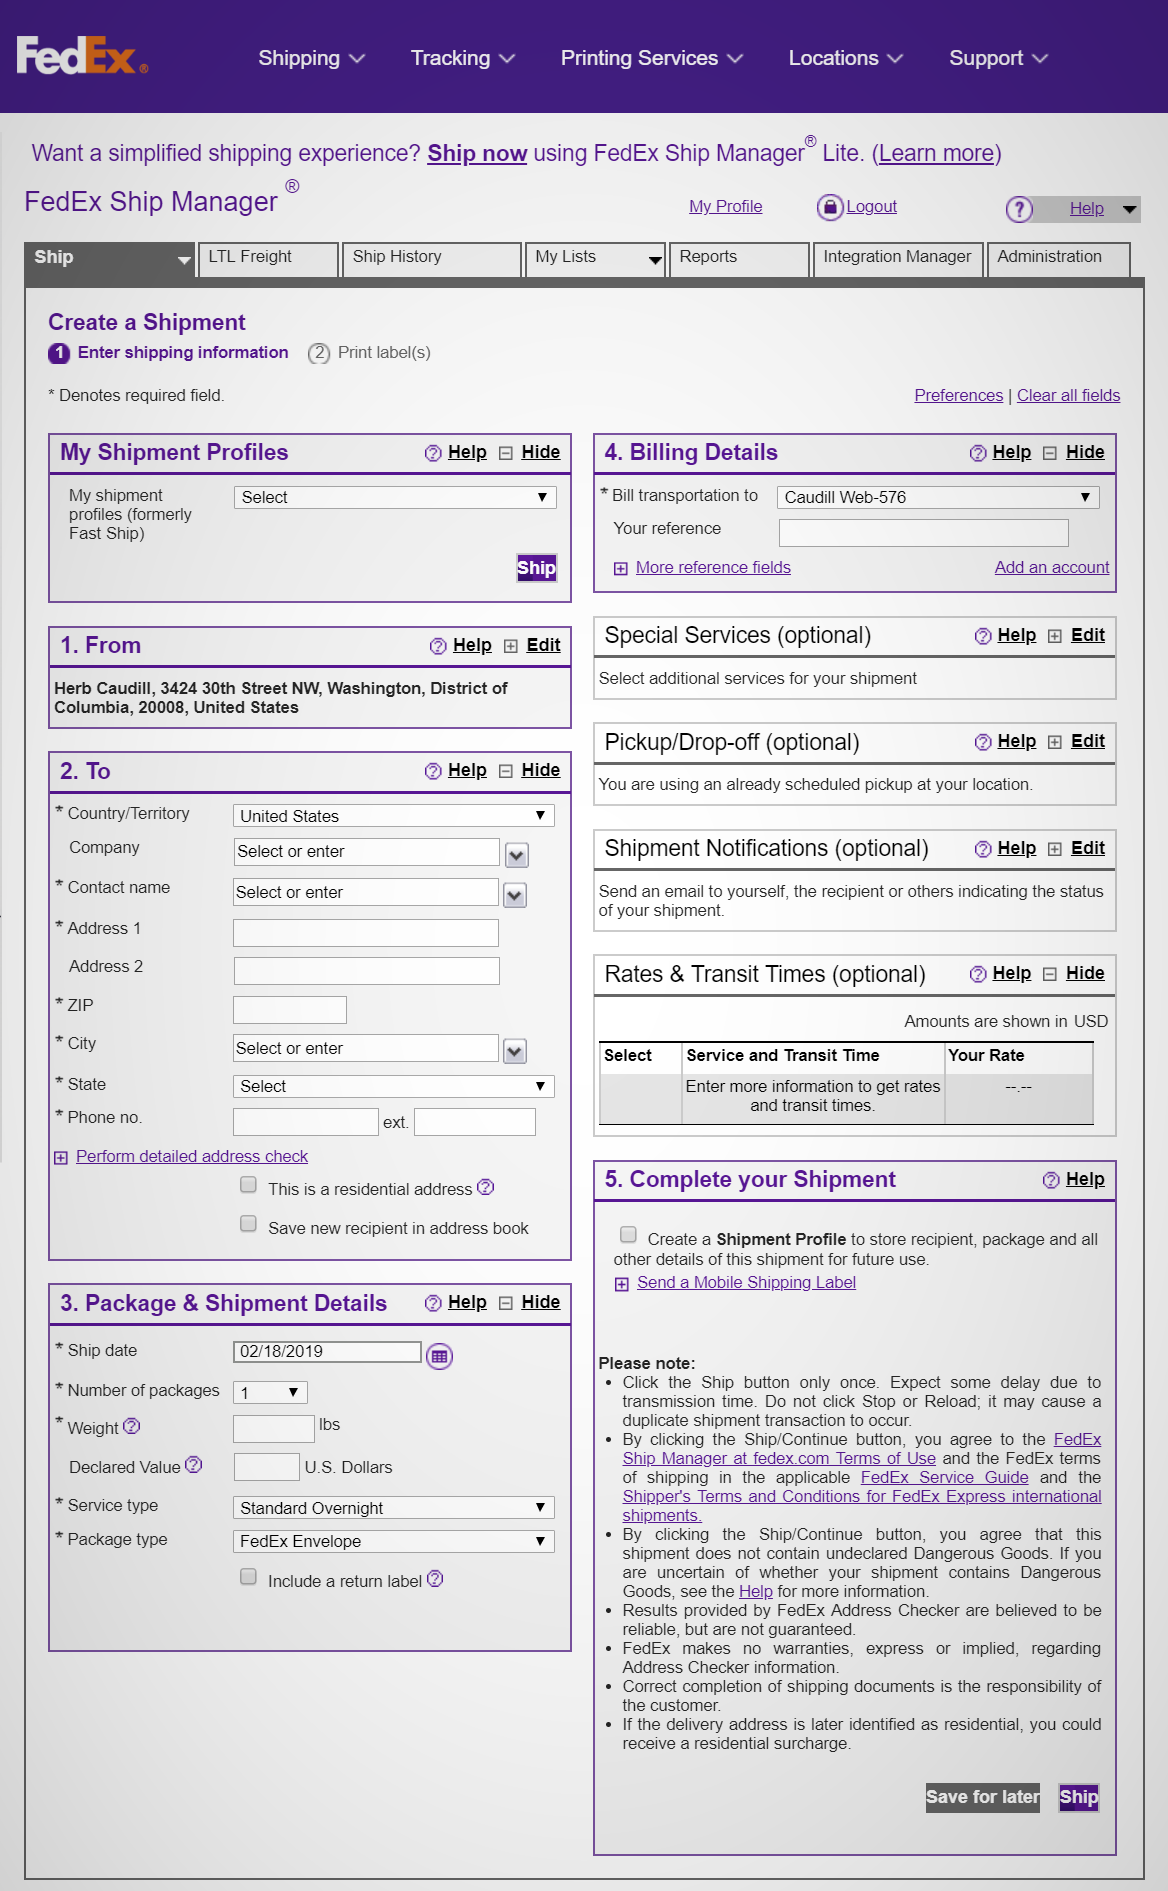 FedEx®
Shipping
Tracking
Printing Services
Locations
Support
Want a simplified shipping experience? Ship now using FedEx Ship Manager® Lite. (Learn more)
FedEx Ship Manager ®
My Profile
Logout
? Help
Ship
LTL Freight
Ship History
My Lists
Reports
Integration Manager
Administration
Create a Shipment
1 Enter shipping information 2 Print label(s)
* Denotes required field.
Preferences | Clear all fields
My Shipment Profiles ? Help Hide
My shipment
profiles (formerly
Fast Ship)
Select
Ship
1. From ? Help Edit
Herb Caudill, 3424 30th Street NW, Washington, District of
Columbia, 20008, United States
2. To ? Help Hide
* Country/Territory United States
Company Select or enter
* Contact name Select or enter
* Address 1
Address 2
* ZIP
* City Select or enter
* State Select
* Phone no. ext.
Perform detailed address check
This is a residential address ?
Save new recipient in address book
3. Package & Shipment Details ? Help Hide
* Ship date 02/18/2019
* Number of packages 1
* Weight ? lbs
Declared Value ? U.S. Dollars
* Service type Standard Overnight
* Package type FedEx Envelope
Include a return label ?
4. Billing Details ? Help Hide
* Bill transportation to Caudill Web-576
Your reference
More reference fields Add an account
Special Services (optional) ? Help Edit
Select additional services for your shipment
Pickup/Drop-off (optional) ? Help Edit
You are using an already scheduled pickup at your location.
Shipment Notifications (optional) ? Help Edit
Send an email to yourself, the recipient or others indicating the status
of your shipment.
Rates & Transit Times (optional) ? Help Hide
Amounts are shown in USD
Select Service and Transit Time Your Rate
Enter more information to get rates --.--
and transit times.
5. Complete your Shipment ? Help
Create a Shipment Profile to store recipient, package and all
other details of this shipment for future use.
Send a Mobile Shipping Label
Please note:
• Click the Ship button only once. Expect some delay due to
transmission time. Do not click Stop or Reload; it may cause a
duplicate shipment transaction to occur.
• By clicking the Ship/Continue button, you agree to the FedEx
Ship Manager at fedex.com Terms of Use and the FedEx terms
of shipping in the applicable FedEx Service Guide and the
Shipper's Terms and Conditions for FedEx Express international
shipments.
• By clicking the Ship/Continue button, you agree that this
shipment does not contain undeclared Dangerous Goods. If you
are uncertain of whether your shipment contains Dangerous
Goods, see the Help for more information.
• Results provided by FedEx Address Checker are believed to be
reliable, but are not guaranteed.
• FedEx makes no warranties, express or implied, regarding
Address Checker information.
• Correct completion of shipping documents is the responsibility of
the customer.
• If the delivery address is later identified as residential, you could
receive a residential surcharge.
Save for later Ship